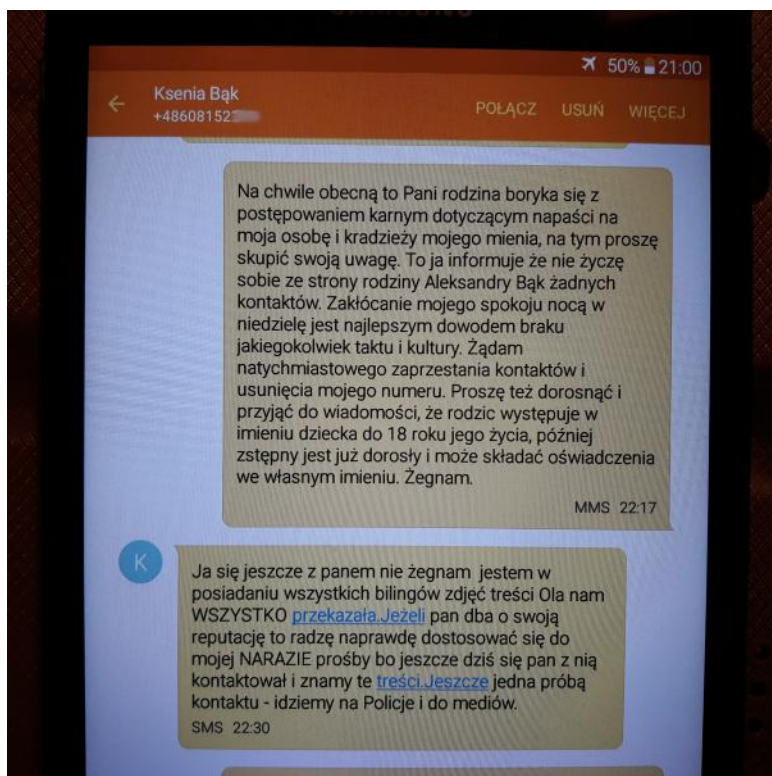 SAMSUNG
50% 21:00
Ksenia Bąk
+48608152
POŁĄCZ USUŃ WIĘCEJ
Na chwile obecną to Pani rodzina boryka się z
postępowaniem karnym dotyczącym napaści na
moja osobę i kradzieży mojego mienia, na tym proszę
skupić swoją uwagę. To ja informuje że nie życzę
sobie ze strony rodziny Aleksandry Bąk żadnych
kontaktów. Zakłócanie mojego spokoju nocą w
niedzielę jest najlepszym dowodem braku
jakiegokolwiek taktu i kultury. Żądam
natychmiastowego zaprzestania kontaktów i
usunięcia mojego numeru. Proszę też dorosnąć i
przyjąć do wiadomości, że rodzic występuje w
imieniu dziecka do 18 roku jego życia, później
zstępny jest już dorosły i może składać oświadczenia
we własnym imieniu. Żegnam.
MMS 22:17
K
Ja się jeszcze z panem nie żegnam jestem w
posiadaniu wszystkich bilingów zdjęć treści Ola nam
WSZYSTKO przekazała.Jeżeli pan dba o swoją
reputację to radzę naprawdę dostosować się do
mojej NARAZIE prośby bo jeszcze dziś się pan z nią
kontaktował i znamy te treści.Jeszcze jedna próbą
kontaktu - idziemy na Policje i do mediów.
SMS 22:30